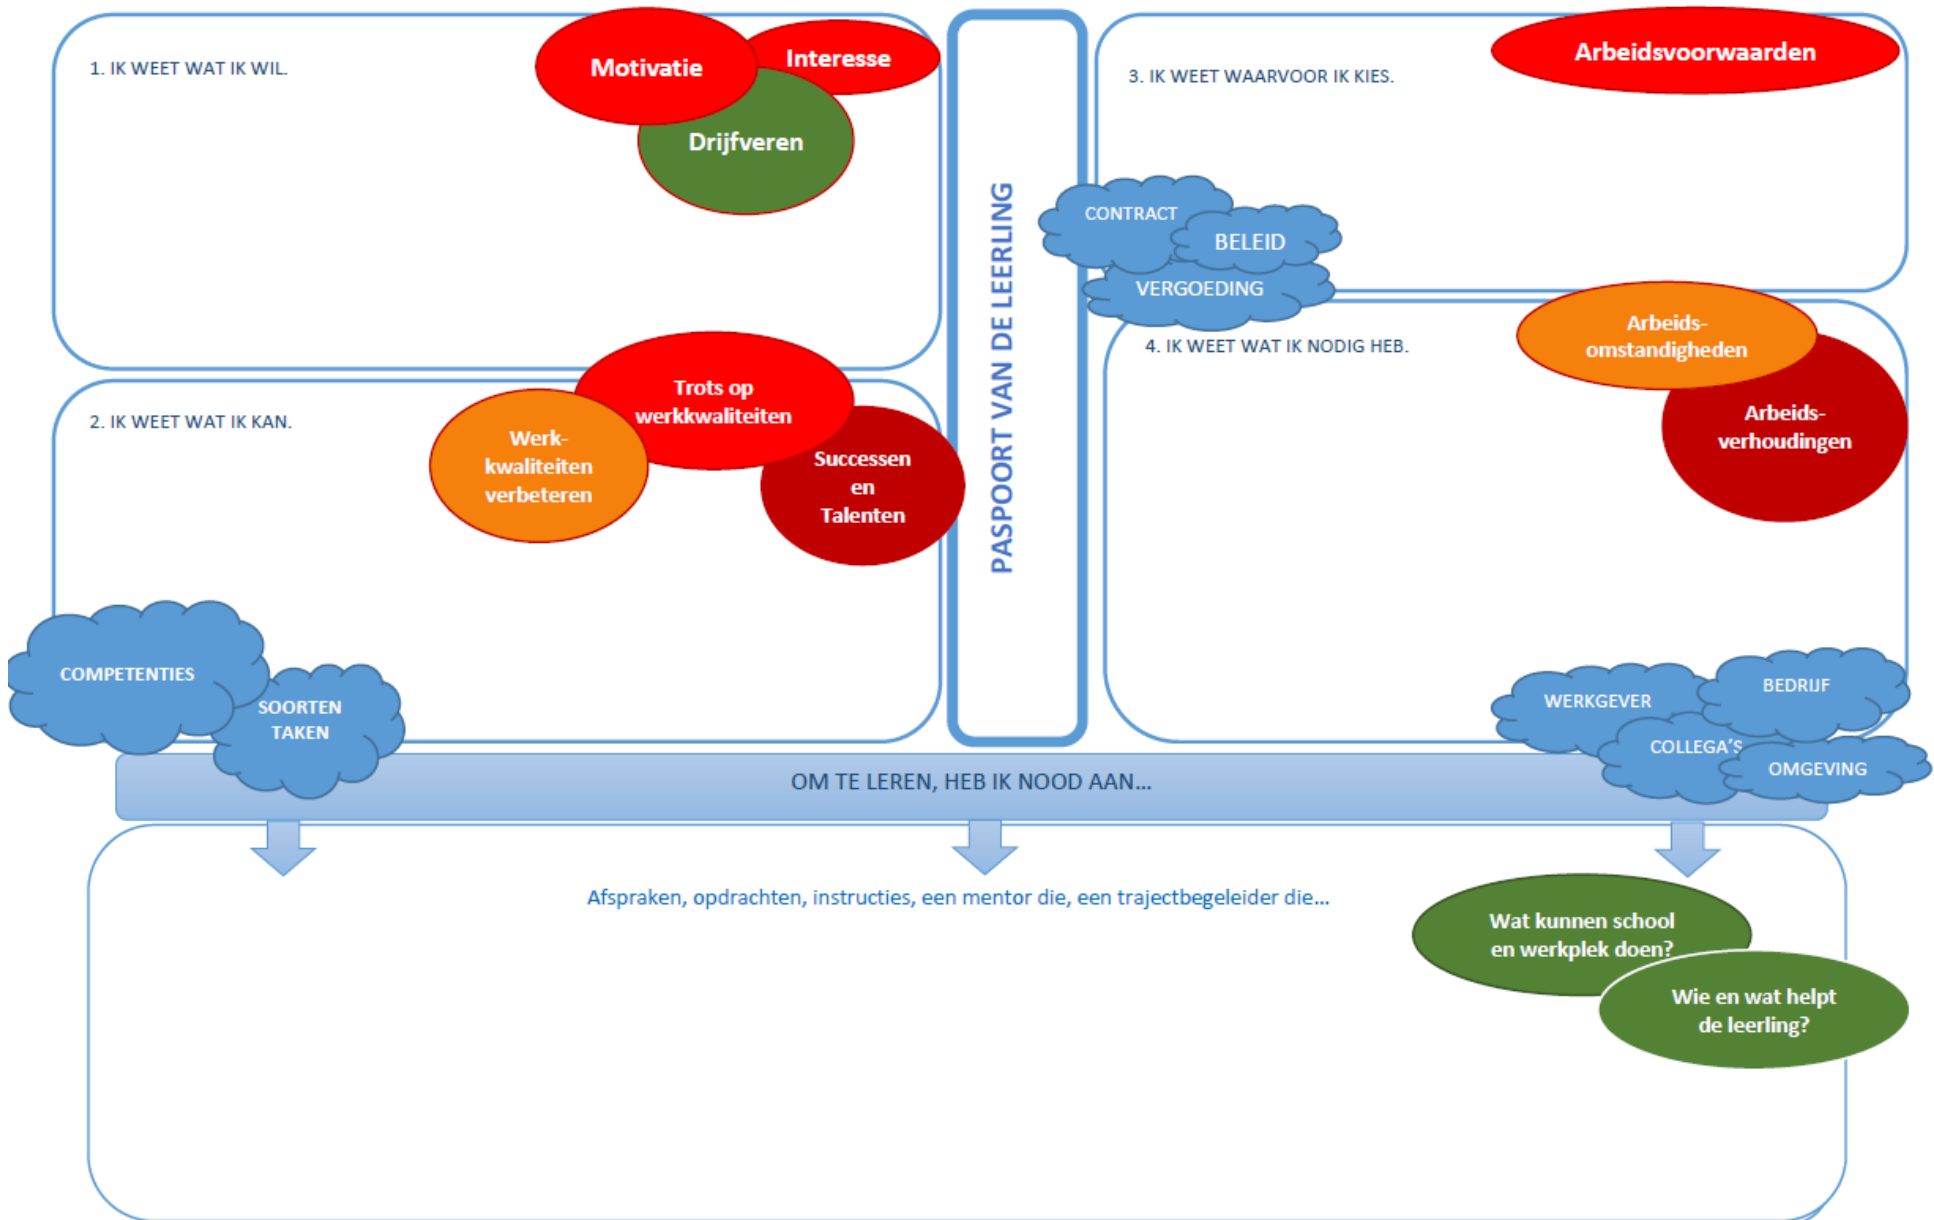 1. IK WEET WAT IK WIL.
Motivatie
Interesse
Drijfveren
2. IK WEET WAT IK KAN.
Trots op
werkkwaliteiten
Werk-
kwaliteiten
verbeteren
Successen
en
Talenten
COMPETENTIES
SOORTEN
TAKEN
PASPOORT VAN DE LEERLING
3. IK WEET WAARVOOR IK KIES.
Arbeidsvoorwaarden
CONTRACT
BELEID
VERGOEDING
4. IK WEET WAT IK NODIG HEB.
Arbeids-
omstandigheden
Arbeids-
verhoudingen
WERKGEVER
BEDRIJF
COLLEGA'S
OMGEVING
OM TE LEREN, HEB IK NOOD AAN...
Afspraken, opdrachten, instructies, een mentor die, een trajectbegeleider die...
Wat kunnen school
en werkplek doen?
Wie en wat helpt
de leerling?